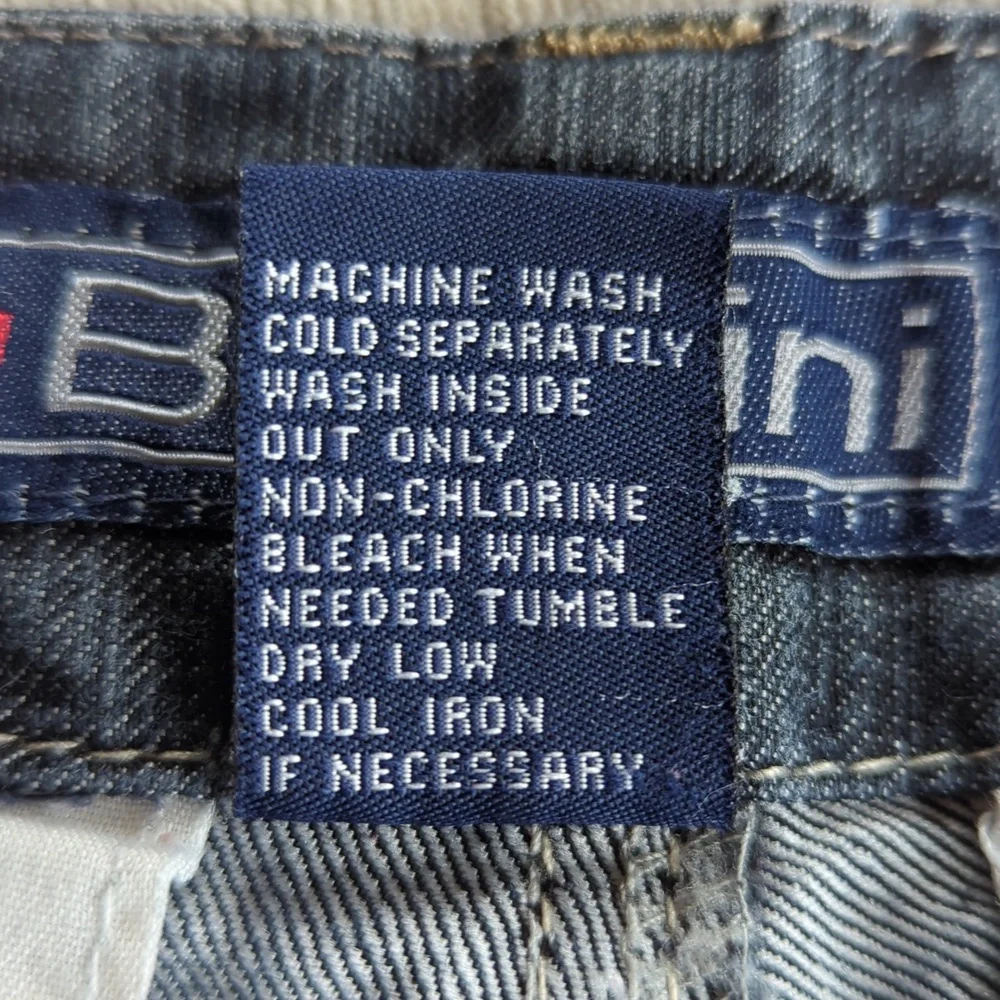 MACHINE WASH
COLD SEPARATELY
WASH INSIDE
OUT ONLY
NON-CHLORINE
BLEACH WHEN
NEEDED TUMBLE
DRY LOW
COOL IRON
IF NECESSARY